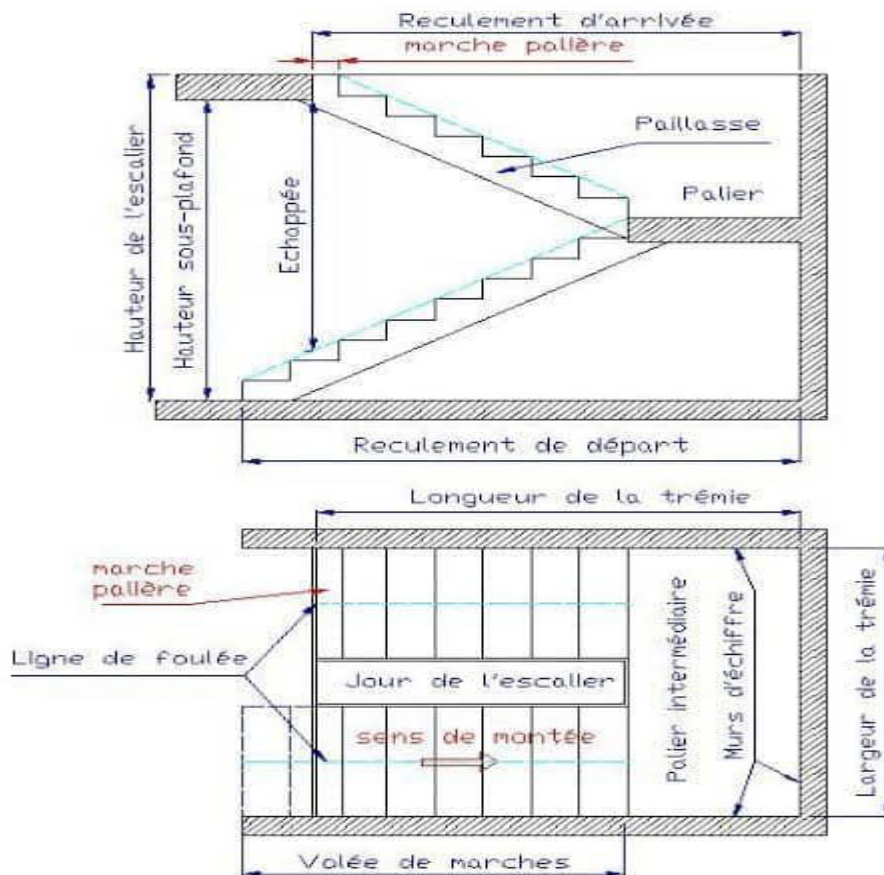 Reculement d'arrivée
marche palière
Paillasse
Palier
Hauteur de l'escalier
Hauteur sous-plafond
Echappée
Reculement de départ
Longueur de la trémie
marche
palière
Ligne de foulée
Jour de l'escalier
sens de montée
Palier intermédiaire
Murs d'échiffre
Largeur de la trémie
Volée de marches